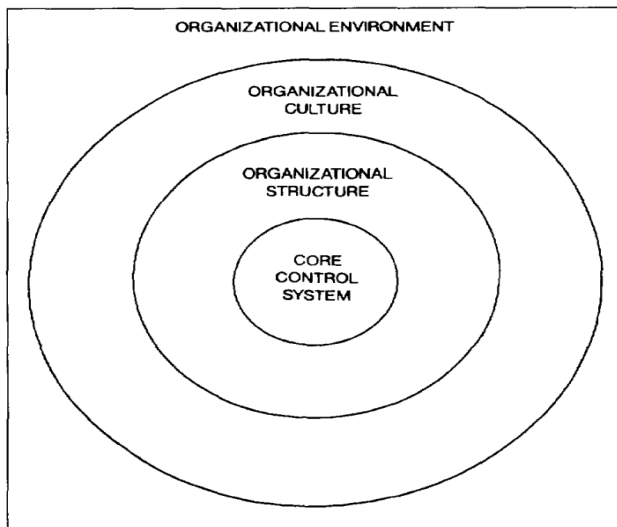 ORGANIZATIONAL ENVIRONMENT
ORGANIZATIONAL
CULTURE
ORGANIZATIONAL
STRUCTURE
CORE
CONTROL
SYSTEM